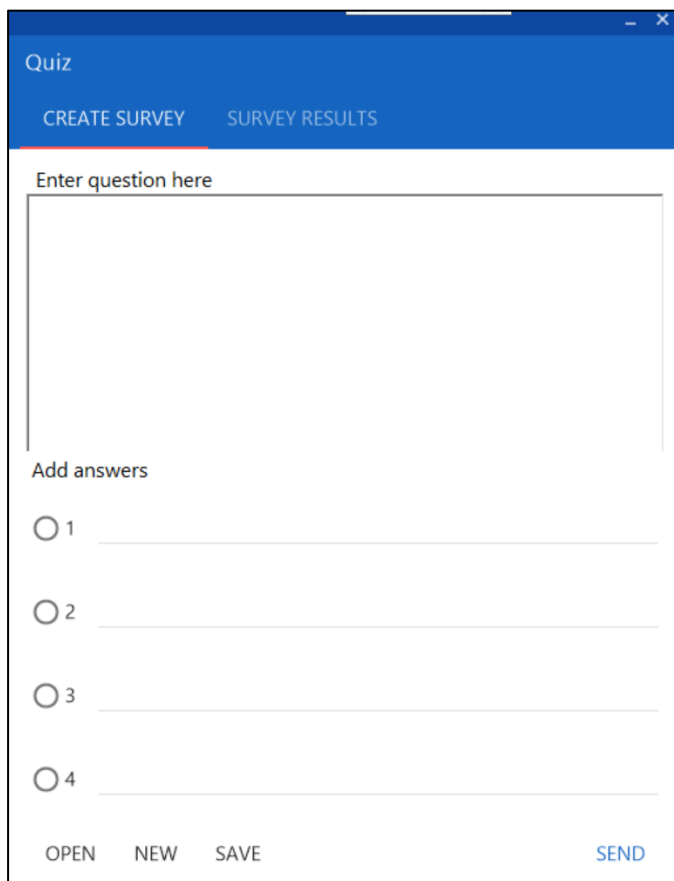 Quiz
CREATE SURVEY SURVEY RESULTS
Enter question here
Add answers
1
2
3
4
OPEN NEW SAVE SEND